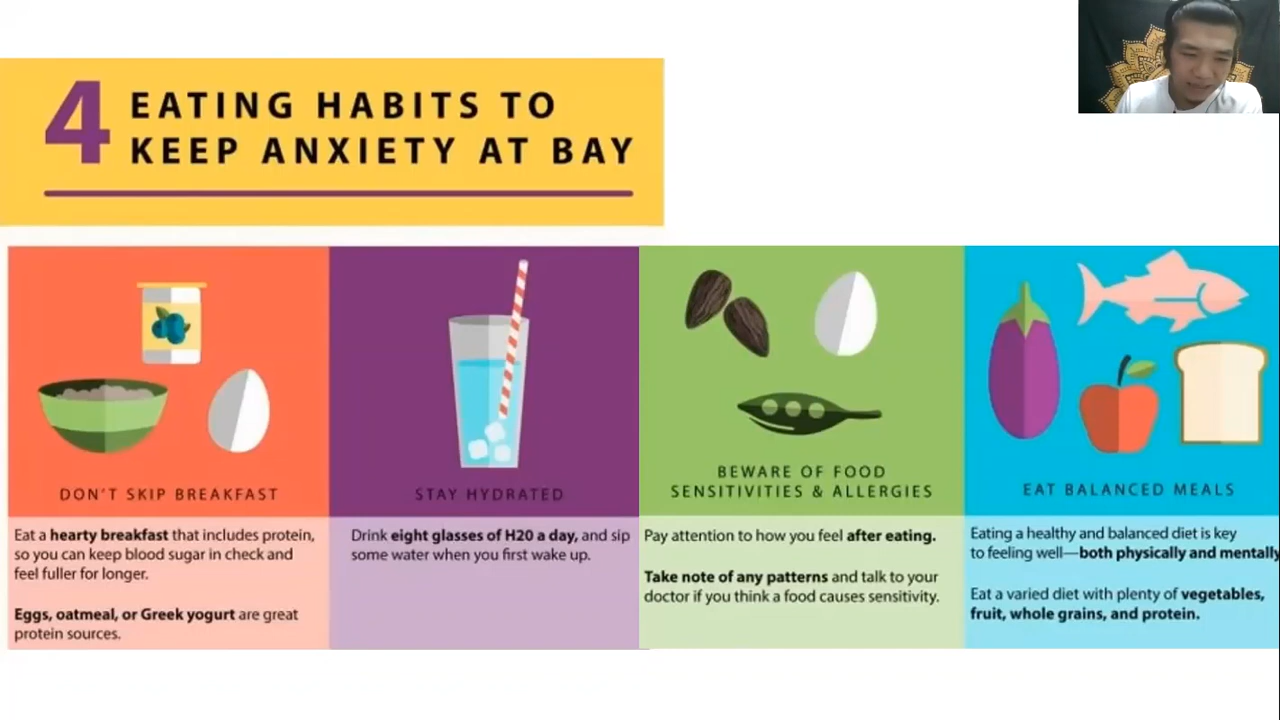 4 EATING HABITS TO
KEEP ANXIETY AT BAY
DON'T SKIP BREAKFAST
Eat a hearty breakfast that includes protein,
so you can keep blood sugar in check and
feel fuller for longer.
Eggs, oatmeal, or Greek yogurt are great
protein sources.
STAY HYDRATED
Drink eight glasses of H20 a day, and sip
some water when you first wake up.
BEWARE OF FOOD
SENSITIVITIES & ALLERGIES
Pay attention to how you feel after eating.
Take note of any patterns and talk to your
doctor if you think a food causes sensitivity.
EAT BALANCED MEALS
Eating a healthy and balanced diet is key
to feeling well—both physically and mentally
Eat a varied diet with plenty of vegetables,
fruit, whole grains, and protein.